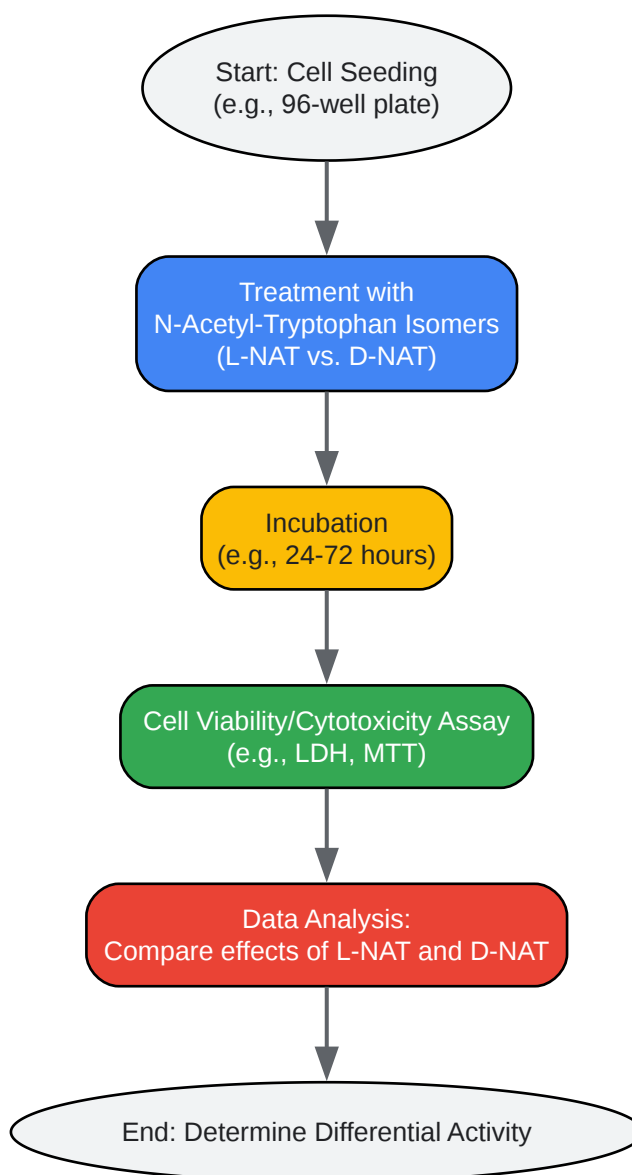 Start: Cell Seeding
(e.g., 96-well plate)
Treatment with
N-Acetyl-Tryptophan Isomers
(L-NAT vs. D-NAT)
Incubation
(e.g., 24-72 hours)
Cell Viability/Cytotoxicity Assay
(e.g., LDH, MTT)
Data Analysis:
Compare effects of L-NAT and D-NAT
End: Determine Differential Activity